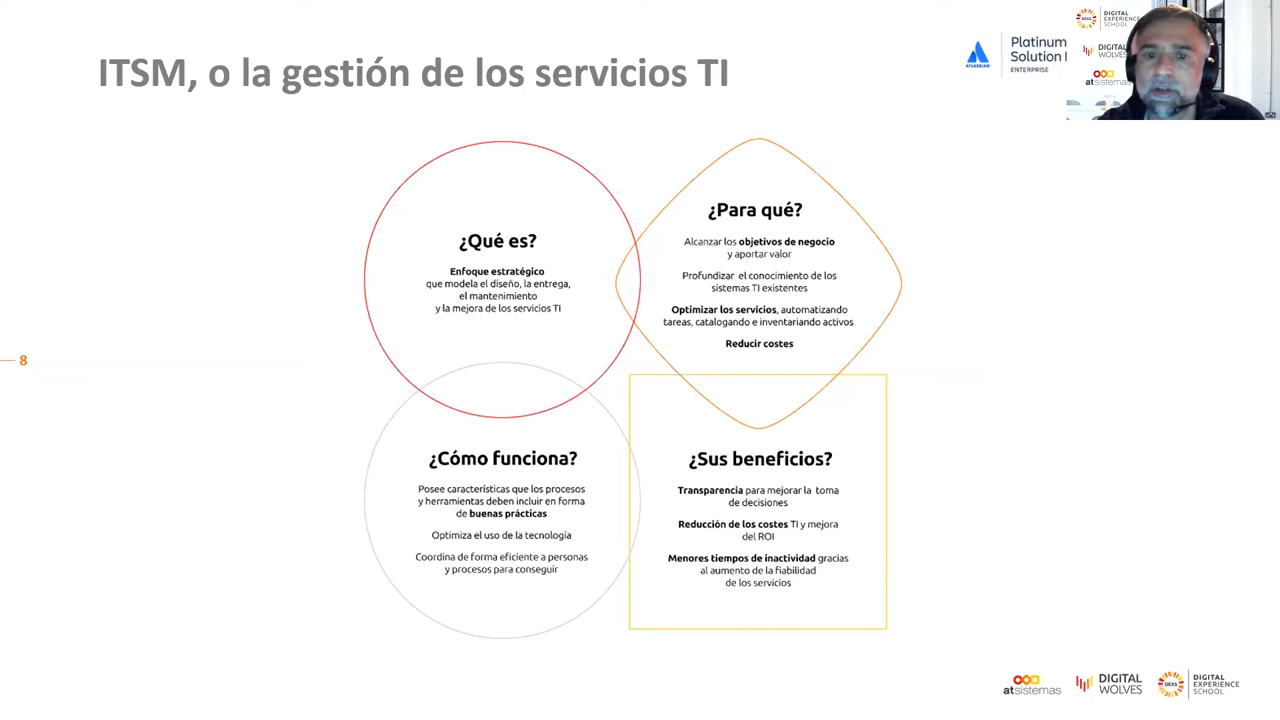 ITSM, o la gestión de los servicios TI
ATLASSIAN
Platinum
Solution
ENTERPRISE
DEXS
DIGITAL
EXPERIENCE
SCHOOL
DIGITAL
WOLVES
atsistemas
¿Qué es?
Enfoque estratégico
que modela el diseño, la entrega,
el mantenimiento
y la mejora de los servicios TI
¿Para qué?
Alcanzar los objetivos de negocio
y aportar valor
Profundizar el conocimiento de los
sistemas TI existentes
Optimizar los servicios, automatizando
tareas, catalogando e inventariando activos
Reducir costes
8
¿Cómo funciona?
Posee características que los procesos
y herramientas deben incluir en forma
de buenas prácticas
Optimiza el uso de la tecnología
Coordina de forma eficiente a personas
y procesos para conseguir
¿Sus beneficios?
Transparencia para mejorar la toma
de decisiones
Reducción de los costes TI y mejora
del ROI
Menores tiempos de inactividad gracias
al aumento de la fiabilidad
de los servicios
atsistemas
DIGITAL
WOLVES
DEXS
DIGITAL
EXPERIENCE
SCHOOL